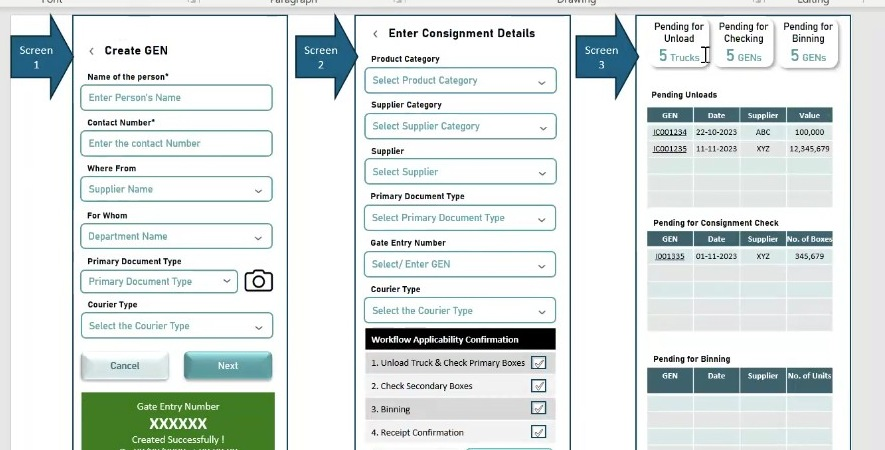 Font
Paragraph
Drawing
Editing
Screen
1
Create GEN
Name of the person*
Enter Person's Name
Contact Number*
Enter the contact Number
Where From
Supplier Name
For Whom
Department Name
Primary Document Type
Primary Document Type
Courier Type
Select the Courier Type
Cancel
Next
Gate Entry Number
XXXXXX
Created Successfully !
Screen
2
Enter Consignment Details
Product Category
Select Product Category
Supplier Category
Select Supplier Category
Supplier
Select Supplier
Primary Document Type
Select Primary Document Type
Gate Entry Number
Select/ Enter GEN
Courier Type
Select the Courier Type
Workflow Applicability Confirmation
1. Unload Truck & Check Primary Boxes
2. Check Secondary Boxes
3. Binning
4. Receipt Confirmation
Screen
3
Pending for Unload
5 Trucks
Pending for Checking
5 GENs
Pending for Binning
5 GENs
Pending Unloads
GEN Date Supplier Value
IC001234 22-10-2023 ABC 100,000
IC001235 11-11-2023 XYZ 12,345,679
Pending for Consignment Check
GEN Date Supplier No. of Boxes
I001335 01-11-2023 XYZ 345,679
Pending for Binning
GEN Date Supplier No. of Units